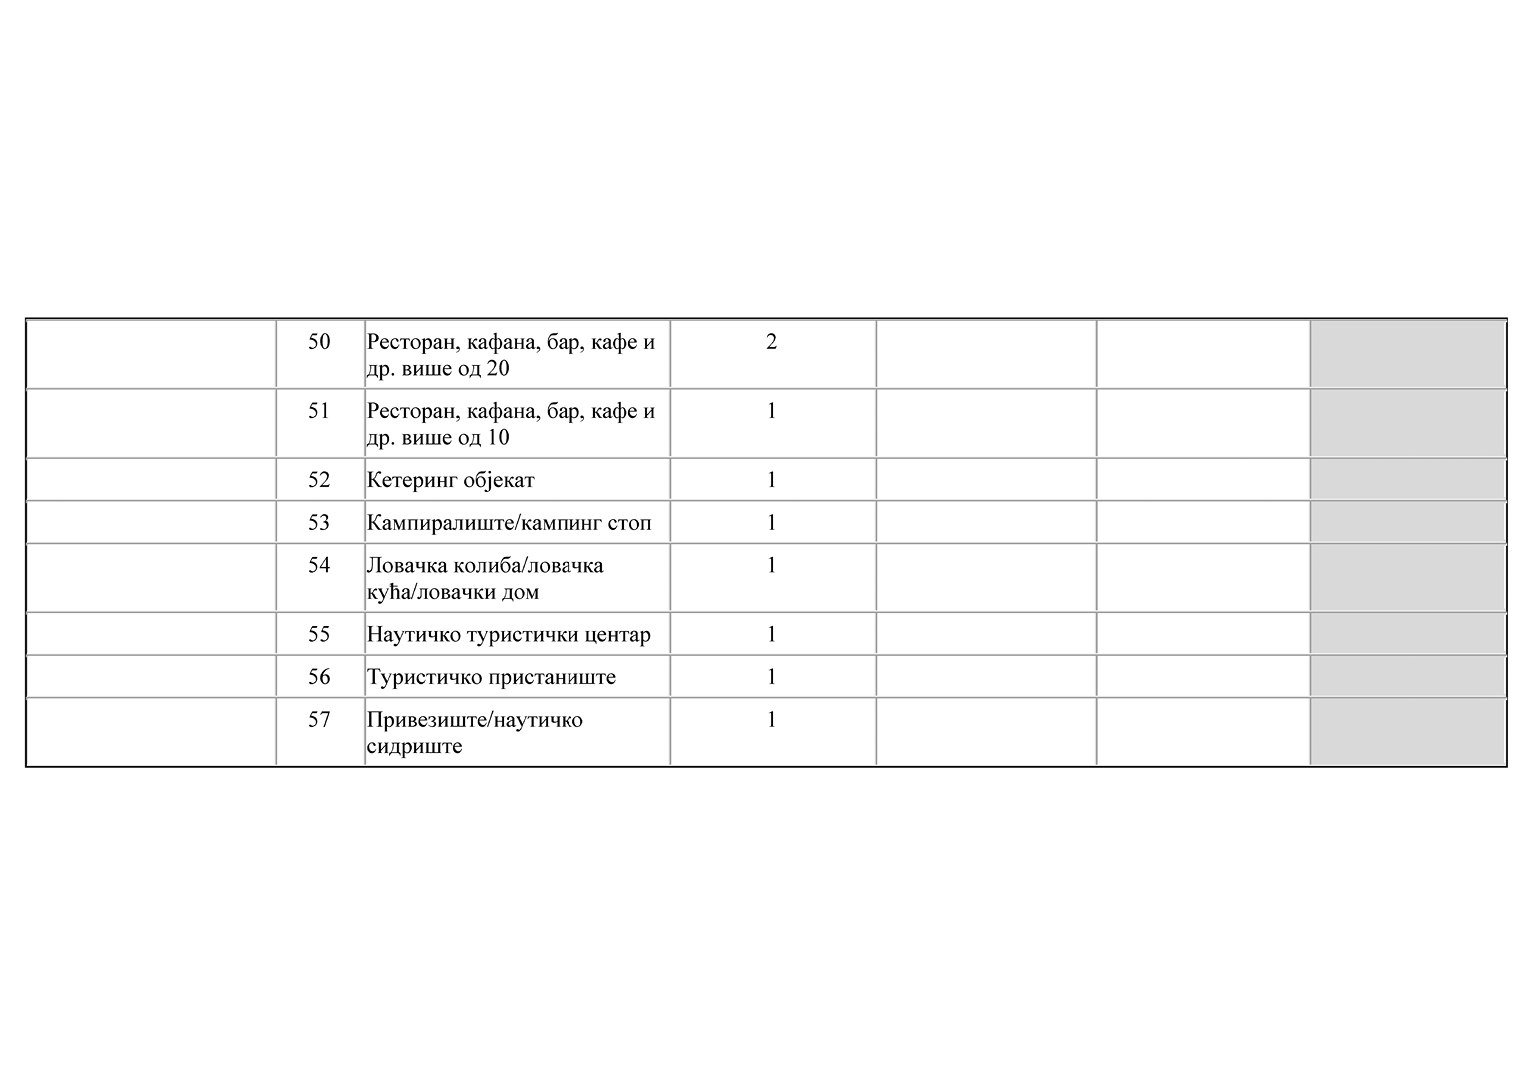 50 Ресторан, кафана, бар, кафе и 2
др. више од 20
51 Ресторан, кафана, бар, кафе и 1
др. више од 10
52 Кетеринг објекат 1
53 Кампиралиште/кампинг стоп 1
54 Ловачка колиба/ловачка 1
кућа/ловачки дом
55 Наутичко туристички центар 1
56 Туристичко пристаниште 1
57 Привезиште/наутичко 1
сидриште